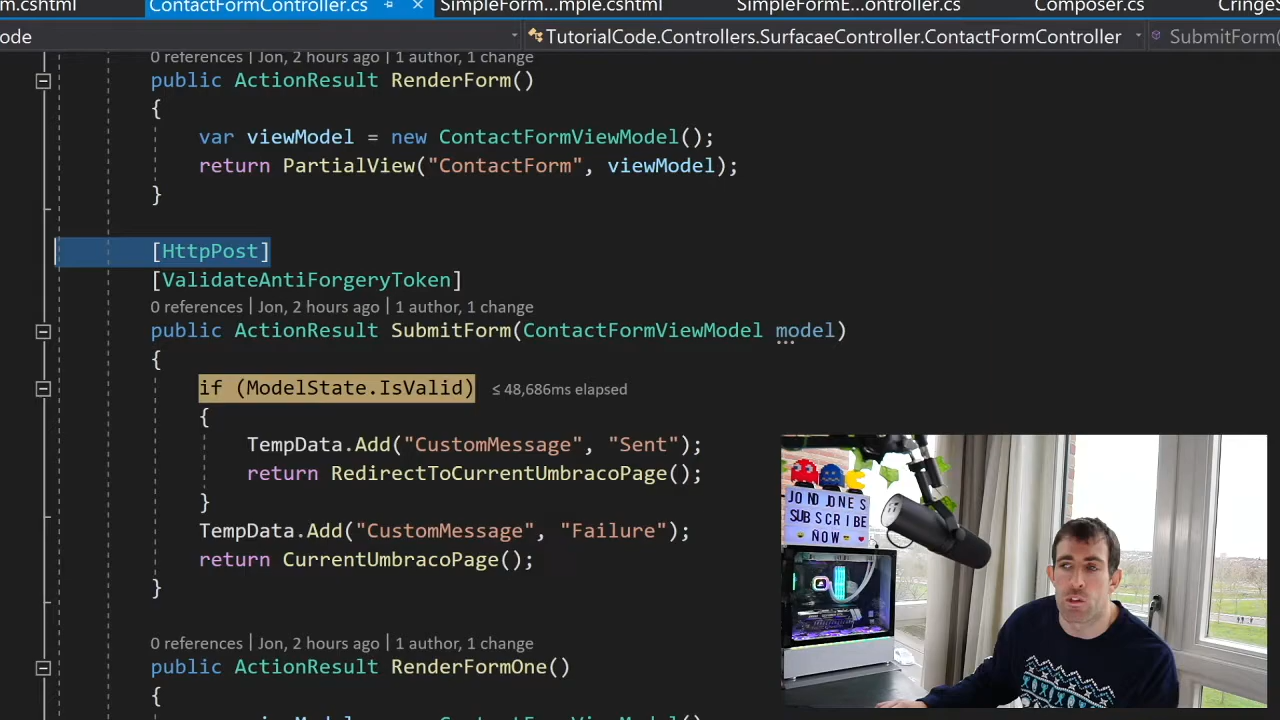 m.cshtml ContactFormController.cs SimpleForm...mple.cshtml SimpleFormE...ontroller.cs Composer.cs CringeS
ode TutorialCode.Controllers.SurfacaeController.ContactFormController SubmitForm(
0 references | Jon, 2 hours ago | 1 author, 1 change
public ActionResult RenderForm()
{
var viewModel = new ContactFormViewModel();
return PartialView("ContactForm", viewModel);
}
[HttpPost]
[ValidateAntiForgeryToken]
0 references | Jon, 2 hours ago | 1 author, 1 change
public ActionResult SubmitForm(ContactFormViewModel model)
{
if (ModelState.IsValid) ≤ 48,686ms elapsed
{
TempData.Add("CustomMessage", "Sent");
return RedirectToCurrentUmbracoPage();
}
TempData.Add("CustomMessage", "Failure");
return CurrentUmbracoPage();
}
0 references | Jon, 2 hours ago | 1 author, 1 change
public ActionResult RenderFormOne()
{
JON D JONES
SUBSCRIBE
NOW